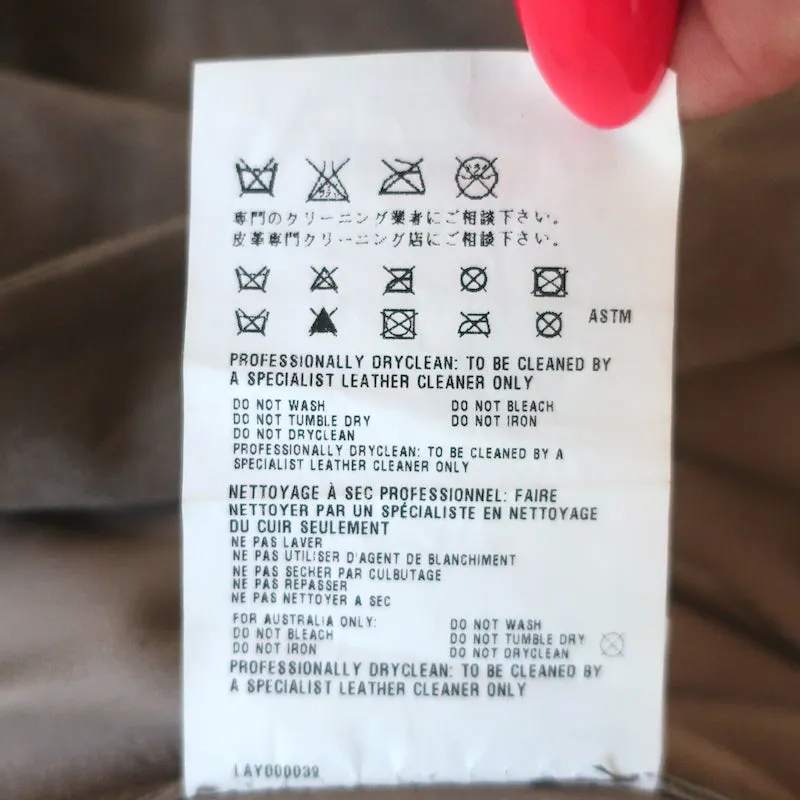 専門のクリーニング業者にご相談下さい。
皮革専門クリーニング店にご相談下さい。
ASTM
PROFESSIONALLY DRYCLEAN: TO BE CLEANED BY
A SPECIALIST LEATHER CLEANER ONLY
DO NOT WASH DO NOT BLEACH
DO NOT TUMBLE DRY DO NOT IRON
DO NOT DRYCLEAN
PROFESSIONALLY DRYCLEAN: TO BE CLEANED BY A
SPECIALIST LEATHER CLEANER ONLY
NETTOYAGE À SEC PROFESSIONNEL: FAIRE
NETTOYER PAR UN SPÉCIALISTE EN NETTOYAGE
DU CUIR SEULEMENT
NE PAS LAVER
NE PAS UTILISER D'AGENT DE BLANCHIMENT
NE PAS SECHER PAR CULBUTAGE
NE PAS REPASSER
NE PAS NETTOYER A SEC
FOR AUSTRALIA ONLY: DO NOT WASH
DO NOT BLEACH DO NOT TUMBLE DRY
DO NOT IRON DO NOT DRYCLEAN
PROFESSIONALLY DRYCLEAN: TO BE CLEANED BY
A SPECIALIST LEATHER CLEANER ONLY
LAY000039